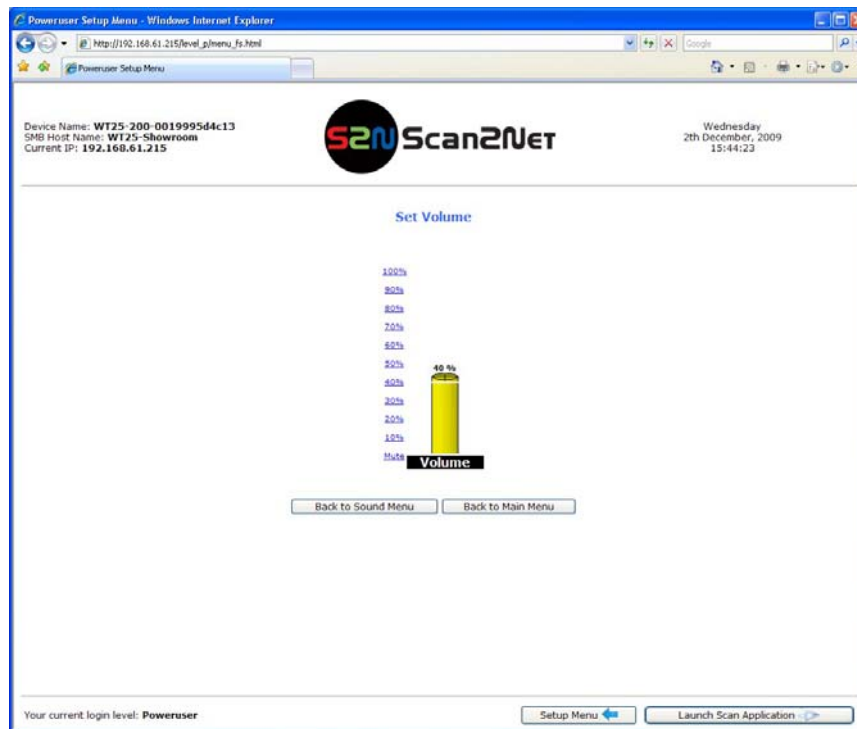 Poweruser Setup Menu - Windows Internet Explorer
http://192.168.61.215/level_p/menu_fs.html
Google
Poweruser Setup Menu
Device Name: WT25-200-0019995d4c13
SMB Host Name: WT25-Showroom
Current IP: 192.168.61.215
S2N Scan2Net
Wednesday
2th December, 2009
15:44:23
Set Volume
100%
90%
80%
70%
60%
50%
40 %
40%
30%
20%
10%
Mute
Volume
Back to Sound Menu
Back to Main Menu
Your current login level: Poweruser
Setup Menu
Launch Scan Application